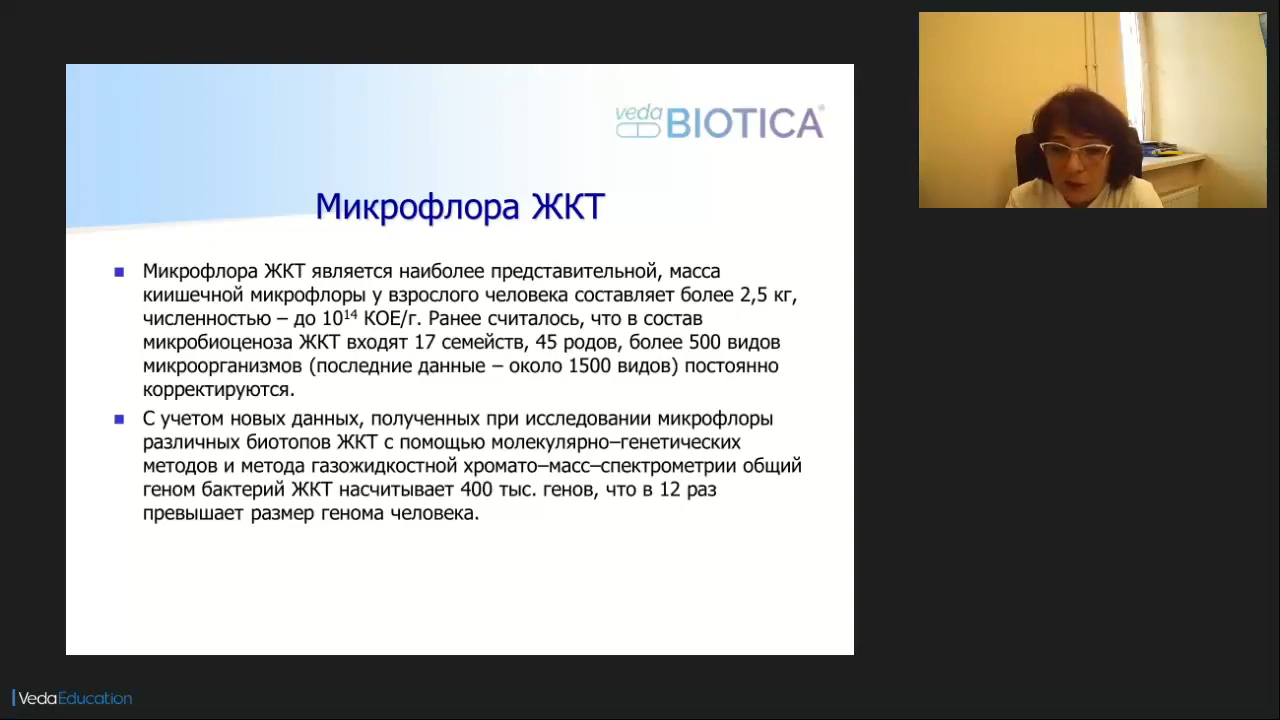 veda
BIOTICA®
Микрофлора ЖКТ
Микрофлора ЖКТ является наиболее представительной, масса
киишечной микрофлоры у взрослого человека составляет более 2,5 кг,
численностью – до 10¹⁴ КОЕ/г. Ранее считалось, что в состав
микробиоценоза ЖКТ входят 17 семейств, 45 родов, более 500 видов
микроорганизмов (последние данные – около 1500 видов) постоянно
корректируются.
С учетом новых данных, полученных при исследовании микрофлоры
различных биотопов ЖКТ с помощью молекулярно–генетических
методов и метода газожидкостной хромато–масс–спектрометрии общий
геном бактерий ЖКТ насчитывает 400 тыс. генов, что в 12 раз
превышает размер генома человека.
VedaEducation